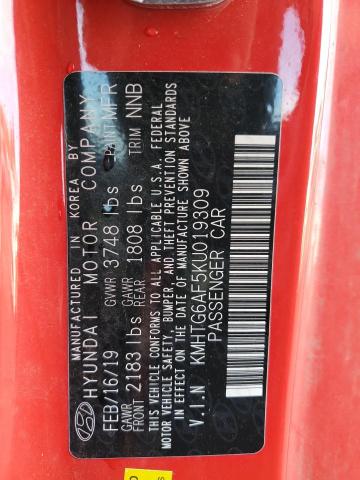 MANUFACTURED IN KOREA BY
HYUNDAI MOTOR COMPANY
FEB/16/19 PAINT MFR
GVWR 3748 lbs
GAWR FRONT 2183 lbs GAWR REAR 1808 lbs TRIM NNB
THIS VEHICLE CONFORMS TO ALL APPLICABLE U.S.A. FEDERAL
MOTOR VEHICLE SAFETY, BUMPER, AND THEFT PREVENTION STANDARDS
IN EFFECT ON THE DATE OF MANUFACTURE SHOWN ABOVE
V.I.N KMHTG6AF5KU019309
PASSENGER CAR